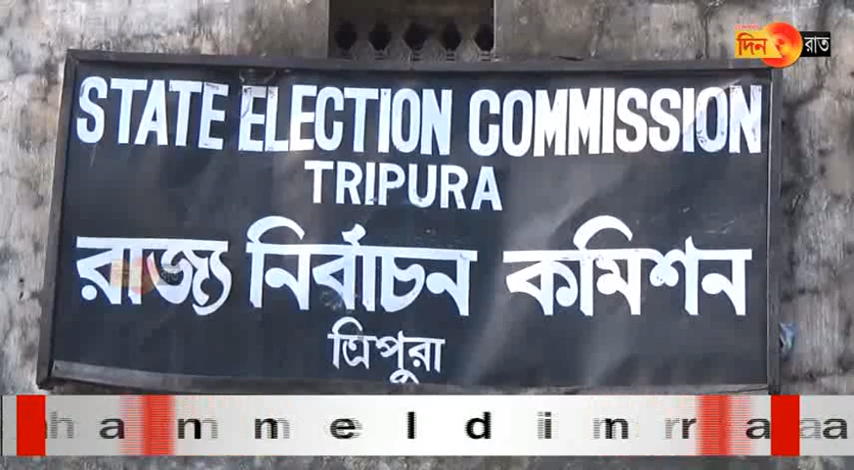 দিন রাত
STATE ELECTION COMMISSION
TRIPURA
রাজ্য নির্বাচন কমিশন
ত্রিপুরা